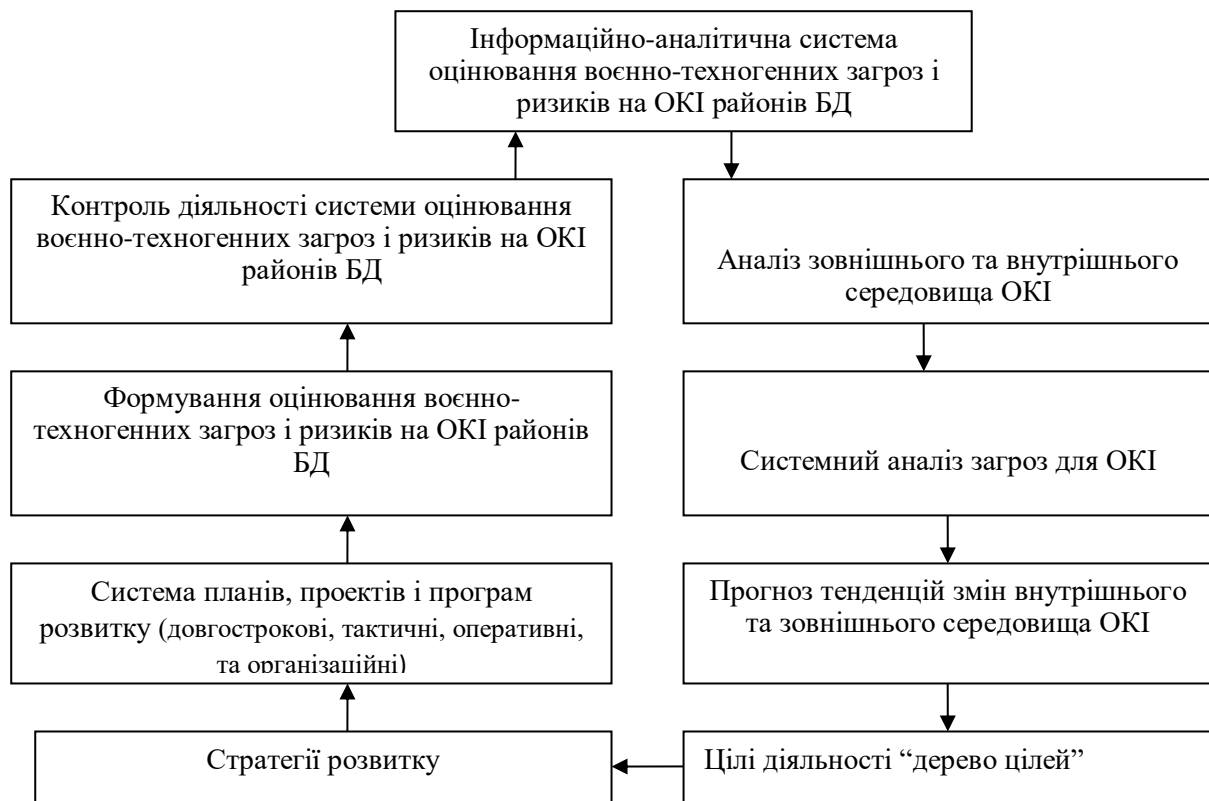 Інформаційно-аналітична система
оцінювання воєнно-техногенних загроз і
ризиків на ОКІ районів БД
Контроль діяльності системи оцінювання
воєнно-техногенних загроз і ризиків на ОКІ
районів БД
Аналіз зовнішнього та внутрішнього
середовища ОКІ
Формування оцінювання воєнно-
техногенних загроз і ризиків на ОКІ районів
БД
Системний аналіз загроз для ОКІ
Система планів, проектів і програм
розвитку (довгострокові, тактичні, оперативні,
та організаційні)
Прогноз тенденцій змін внутрішнього
та зовнішнього середовища ОКІ
Стратегії розвитку
Цілі діяльності “дерево цілей”